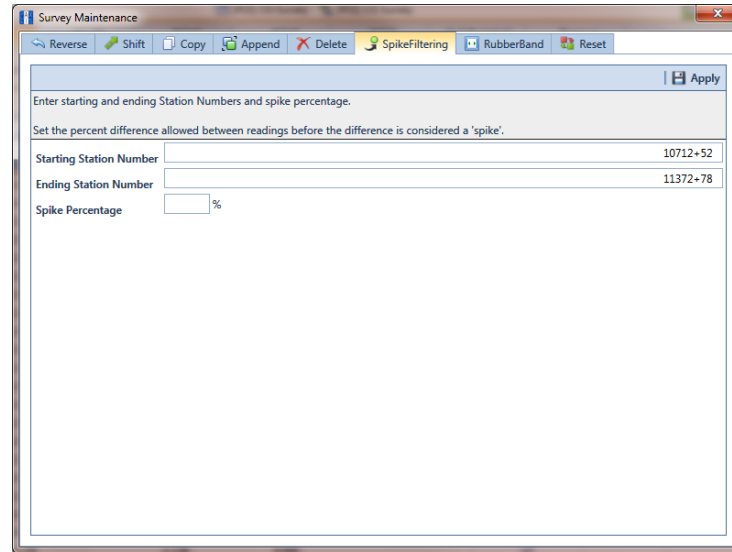 Survey Maintenance
Reverse Shift Copy Append Delete SpikeFiltering RubberBand Reset
Apply
Enter starting and ending Station Numbers and spike percentage.
Set the percent difference allowed between readings before the difference is considered a 'spike'.
Starting Station Number 10712+52
Ending Station Number 11372+78
Spike Percentage %